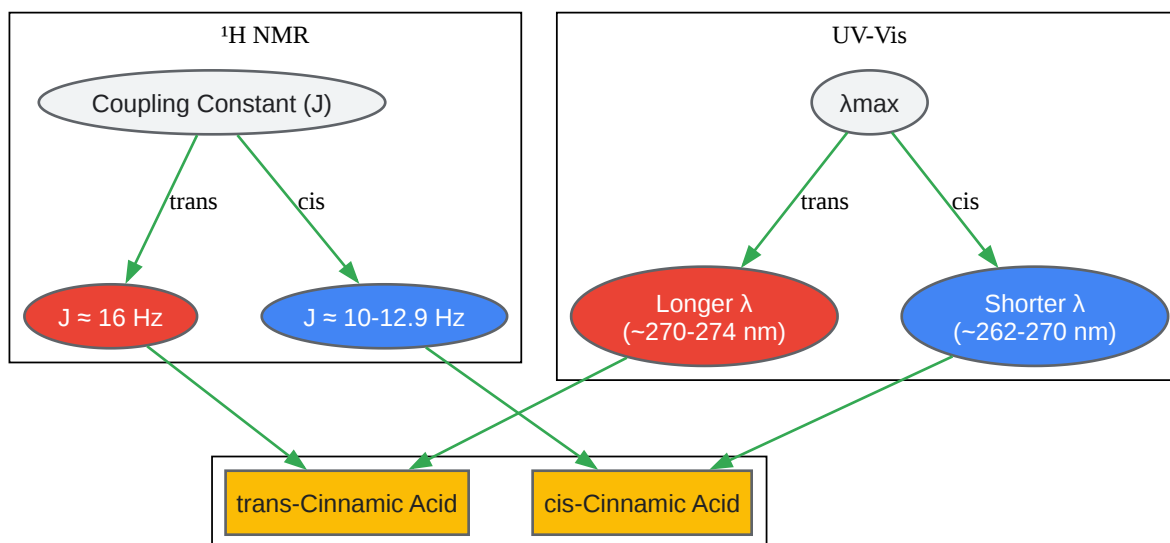 ¹H NMR
Coupling Constant (J)
trans
cis
J ≈ 16 Hz
J ≈ 10-12.9 Hz
UV-Vis
λmax
trans
cis
Longer λ
(~270-274 nm)
Shorter λ
(~262-270 nm)
trans-Cinnamic Acid
cis-Cinnamic Acid